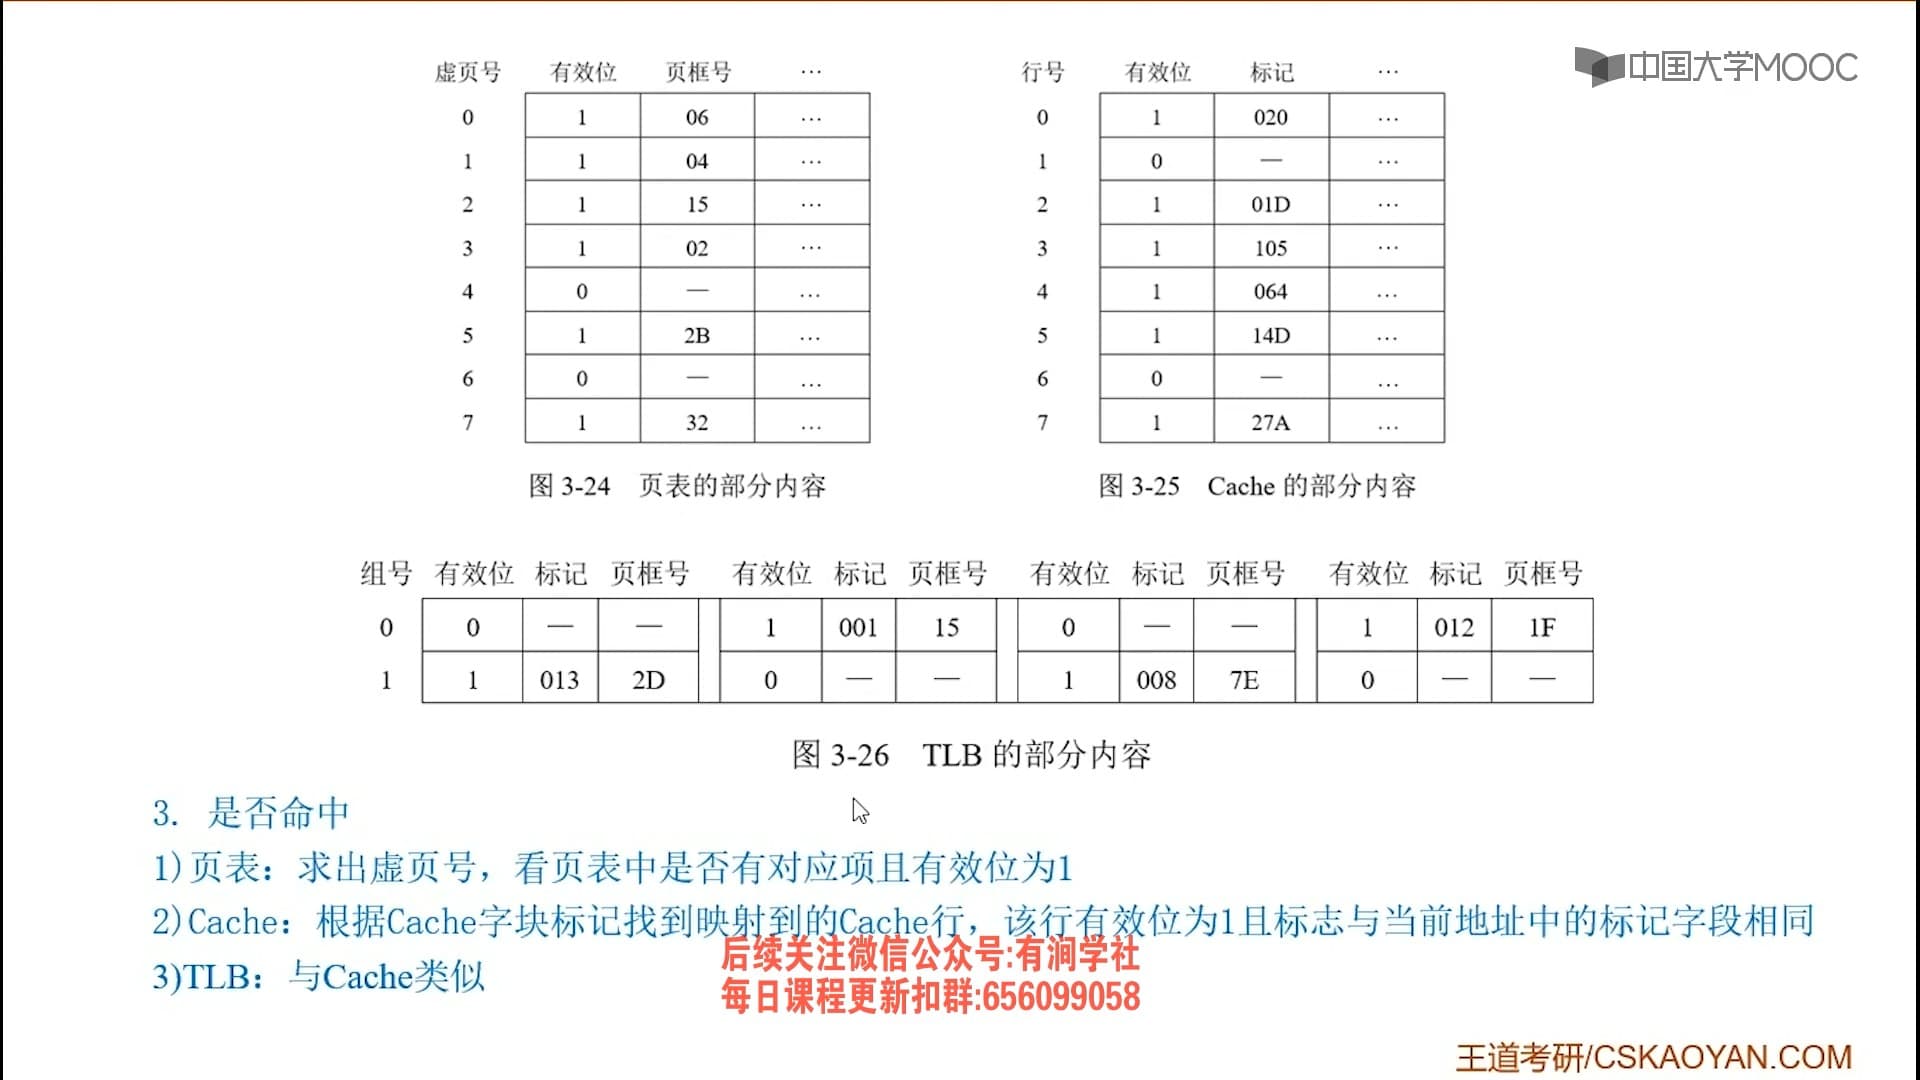 中国大学MOOC
虚页号 有效位 页框号 …
0 1 06 …
1 1 04 …
2 1 15 …
3 1 02 …
4 0 — …
5 1 2B …
6 0 — …
7 1 32 …
图 3-24 页表的部分内容
行号 有效位 标记 …
0 1 020 …
1 0 — …
2 1 01D …
3 1 105 …
4 1 064 …
5 1 14D …
6 0 — …
7 1 27A …
图 3-25 Cache 的部分内容
组号 有效位 标记 页框号 有效位 标记 页框号 有效位 标记 页框号 有效位 标记 页框号
0 0 — — 1 001 15 0 — — 1 012 1F
1 1 013 2D 0 — — 1 008 7E 0 — —
图 3-26 TLB 的部分内容
3. 是否命中
1)页表：求出虚页号，看页表中是否有对应项且有效位为1
2)Cache：根据Cache字块标记找到映射到的Cache行，该行有效位为1且标志与当前地址中的标记字段相同
3)TLB：与Cache类似
后续关注微信公众号:有涧学社
每日课程更新扣群:656099058
王道考研/CSKAOYAN.COM